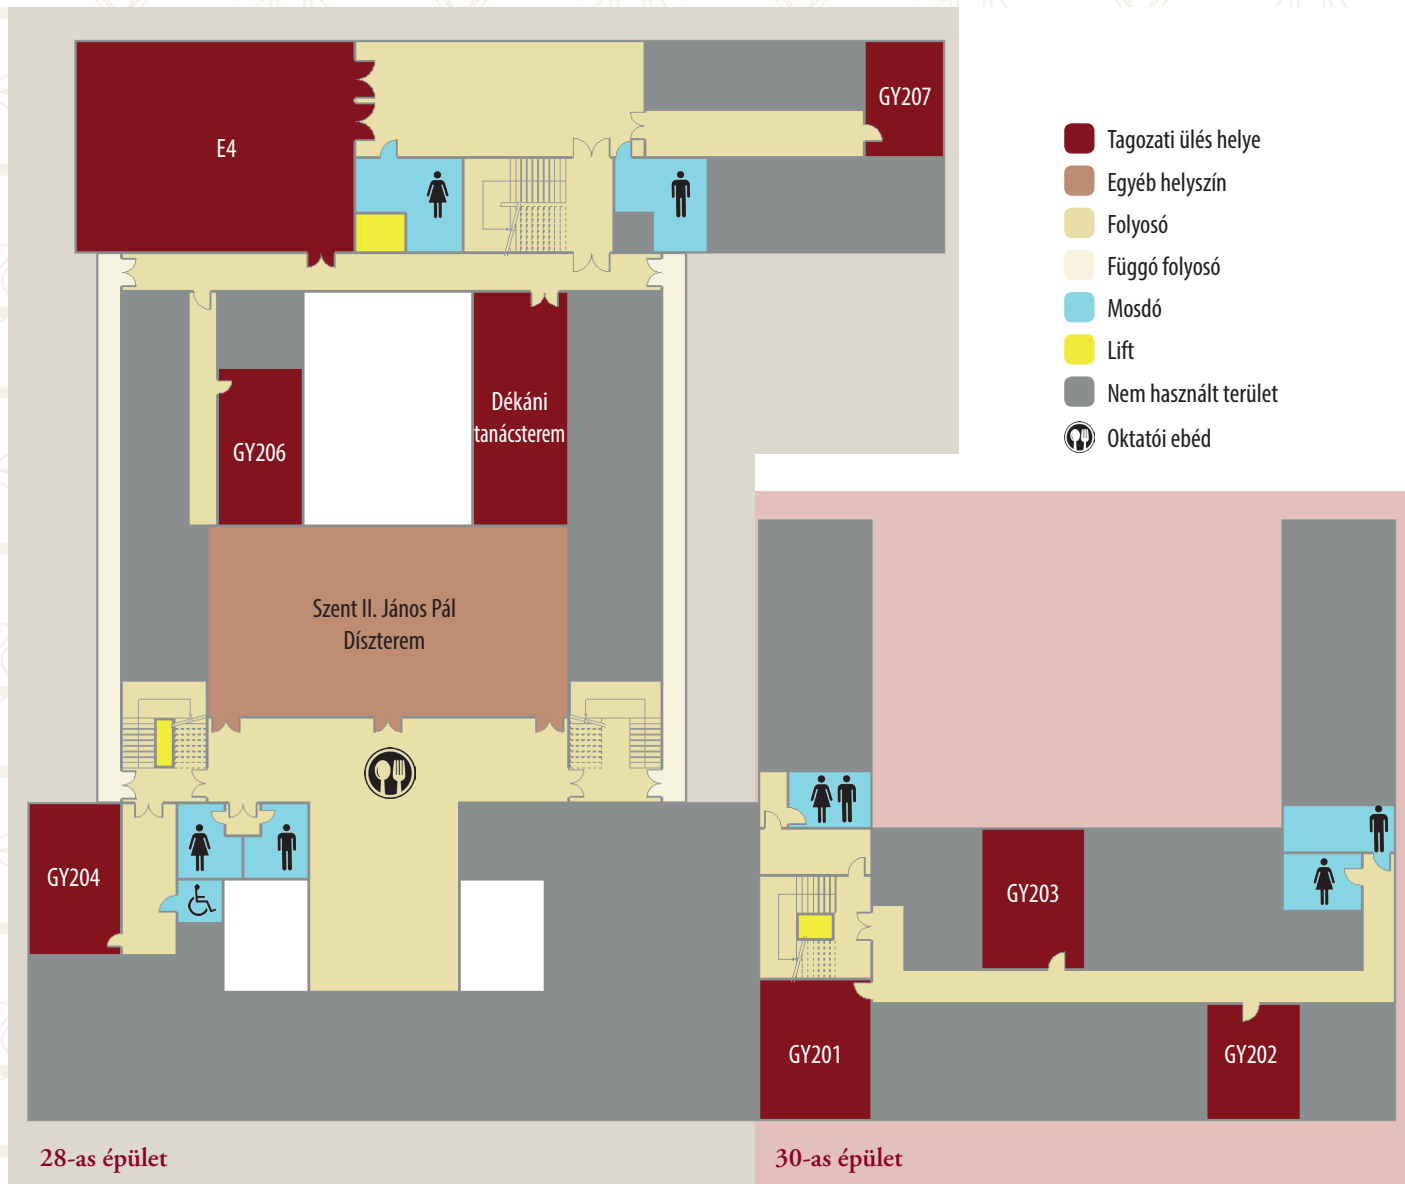 E4
GY207
GY206
Dékáni
tanácsterem
Szent II. János Pál
Díszterem
GY204
GY203
GY201
GY202
28-as épület
30-as épület
Tagozati ülés helye
Egyéb helyszín
Folyosó
Függó folyosó
Mosdó
Lift
Nem használt terület
Oktatói ebéd